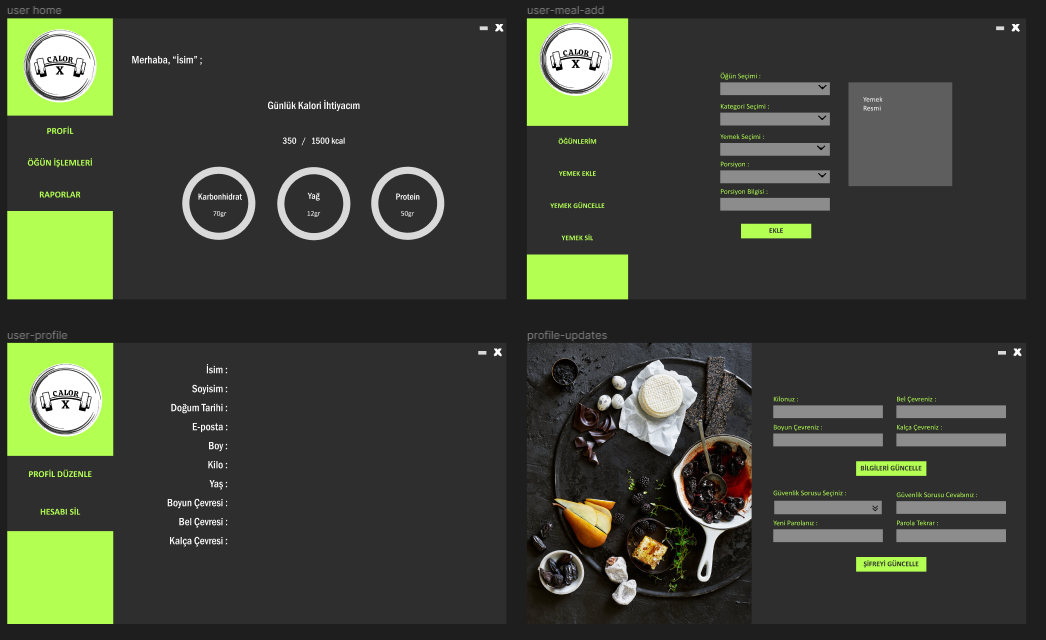 user home
X
CALOR
X
Merhaba, "İsim" ;
Günlük Kalori İhtiyacım
350 / 1500 kcal
PROFİL
ÖĞÜN İŞLEMLERİ
RAPORLAR
Karbonhidrat
70gr
Yağ
12gr
Protein
50gr
user-meal-add
X
CALOR
X
ÖĞÜNLERİM
YEMEK EKLE
YEMEK GÜNCELLE
YEMEK SİL
Öğün Seçimi :
Kategori Seçimi :
Yemek Seçimi :
Porsiyon :
Porsiyon Bilgisi :
EKLE
Yemek
Resmi
user-profile
X
CALOR
X
PROFİL DÜZENLE
HESABI SİL
İsim :
Soyisim :
Doğum Tarihi :
E-posta :
Boy :
Kilo :
Yaş :
Boyun Çevresi :
Bel Çevresi :
Kalça Çevresi :
profile-updates
X
Kilonuz :
Bel Çevreniz :
Boyun Çevreniz :
Kalça Çevreniz :
BİLGİLERİ GÜNCELLE
Güvenlik Sorusu Seçiniz :
Güvenlik Sorusu Cevabınız :
Yeni Parolanız :
Parola Tekrar :
ŞİFREYİ GÜNCELLE